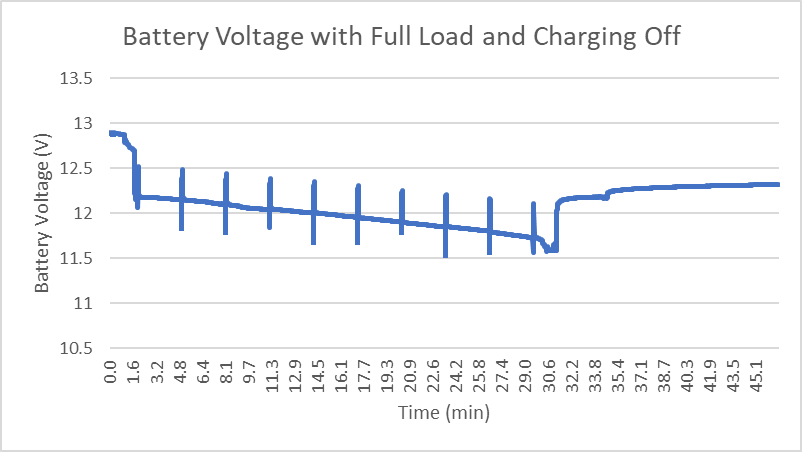 Battery Voltage with Full Load and Charging Off
Battery Voltage (V)
13.5
13
12.5
12
11.5
11
10.5
0.0 1.6 3.2 4.8 6.4 8.1 9.7 11.3 12.9 14.5 16.1 17.7 19.3 20.9 22.6 24.2 25.8 27.4 29.0 30.6 32.2 33.8 35.4 37.0 38.7 40.3 41.9 43.5 45.1
Time (min)